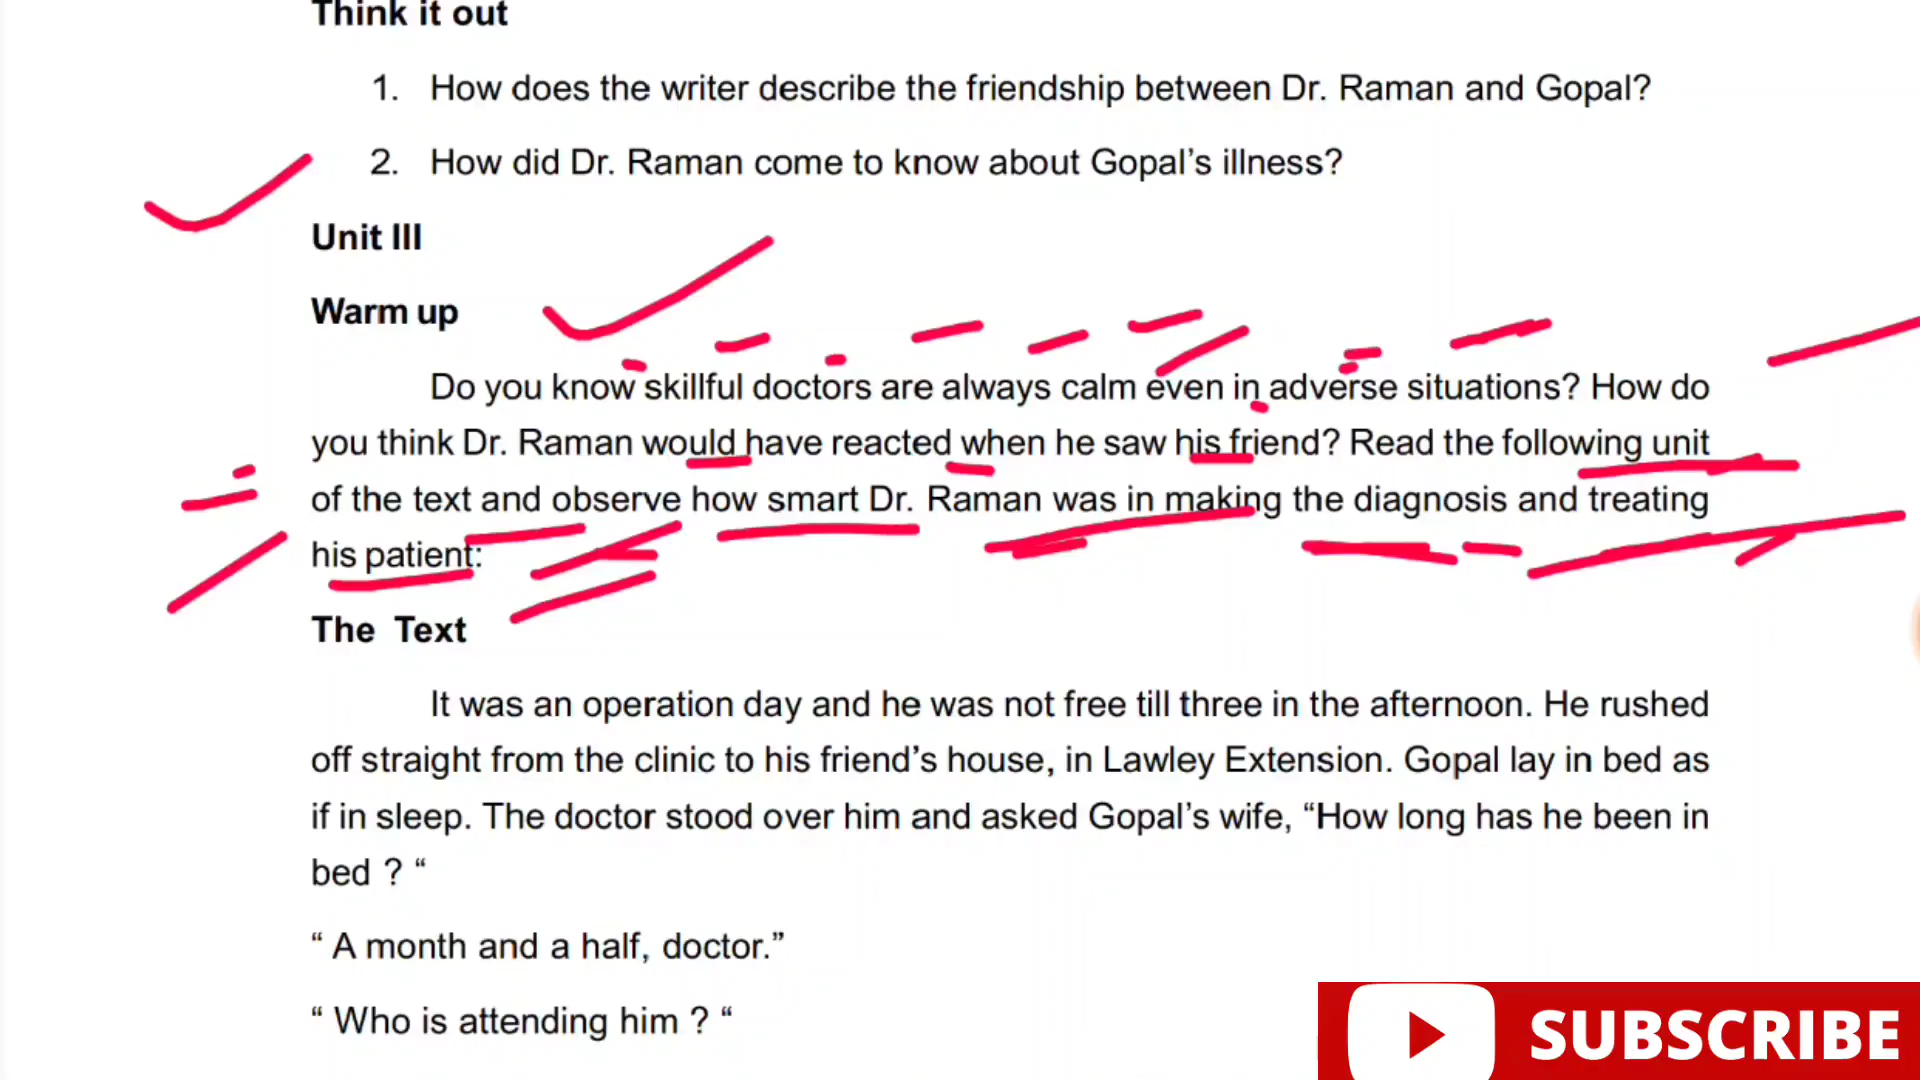 Think it out
1. How does the writer describe the friendship between Dr. Raman and Gopal?
2. How did Dr. Raman come to know about Gopal’s illness?
Unit III
Warm up
Do you know skillful doctors are always calm even in adverse situations? How do
you think Dr. Raman would have reacted when he saw his friend? Read the following unit
of the text and observe how smart Dr. Raman was in making the diagnosis and treating
his patient:
The Text
It was an operation day and he was not free till three in the afternoon. He rushed
off straight from the clinic to his friend’s house, in Lawley Extension. Gopal lay in bed as
if in sleep. The doctor stood over him and asked Gopal’s wife, “How long has he been in
bed ? “
“ A month and a half, doctor.”
“ Who is attending him ? “
SUBSCRIBE